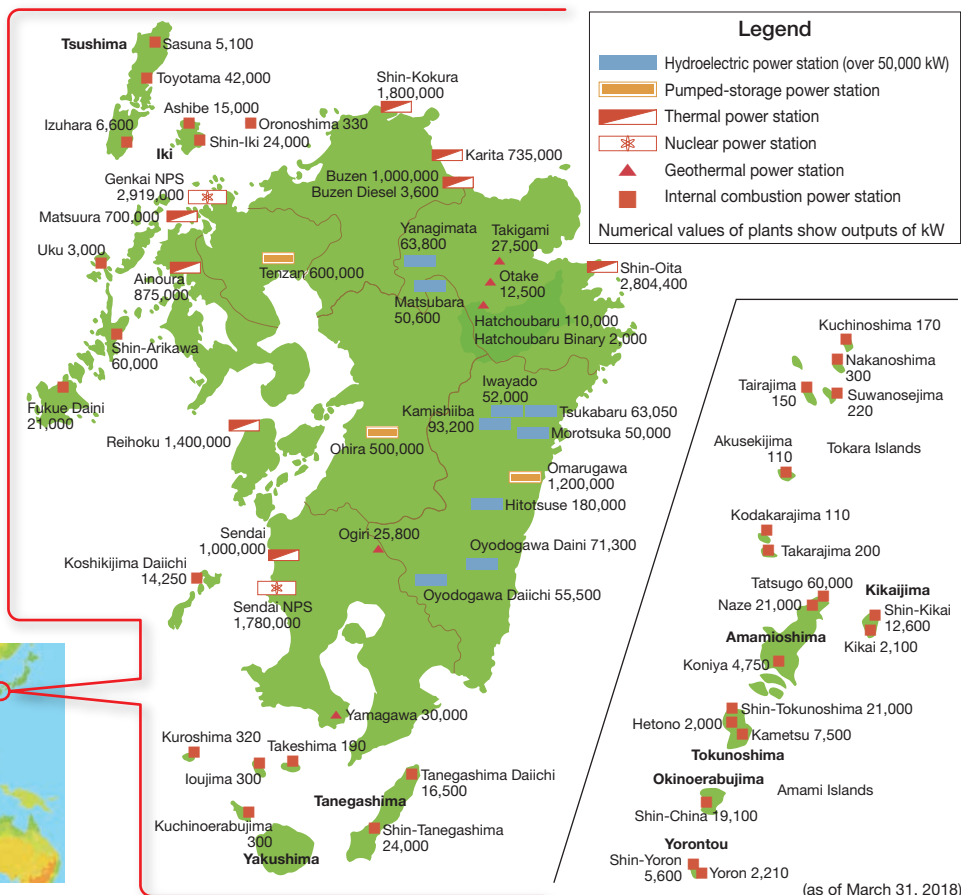 Legend
Hydroelectric power station (over 50,000 kW)
Pumped-storage power station
Thermal power station
Nuclear power station
Geothermal power station
Internal combustion power station
Numerical values of plants show outputs of kW
Tsushima
Sasuna 5,100
Toyotama 42,000
Ashibe 15,000
Izuhara 6,600
Oronoshima 330
Shin-Iki 24,000
Iki
Shin-Kokura
1,800,000
Karita 735,000
Buzen 1,000,000
Buzen Diesel 3,600
Genkai NPS
2,919,000
Matsuura 700,000
Uku 3,000
Ainoura
875,000
Tenzan 600,000
Yanagimata
63,800
Takigami
27,500
Otake
12,500
Matsubara
50,600
Shin-Oita
2,804,400
Hatchoubaru 110,000
Hatchoubaru Binary 2,000
Shin-Arikawa
60,000
Fukue Daini
21,000
Iwayado
52,000
Kamishiiba
93,200
Tsukabaru 63,050
Morotsuka 50,000
Reihoku 1,400,000
Ohira 500,000
Omarugawa
1,200,000
Hitotsuse 180,000
Sendai
1,000,000
Ogiri 25,800
Oyodogawa Daini 71,300
Koshikijima Daiichi
14,250
Oyodogawa Daiichi 55,500
Sendai NPS
1,780,000
Yamagawa 30,000
Kuroshima 320
Takeshima 190
Ioujima 300
Tanegashima
Tanegashima Daiichi
16,500
Kuchinoerabujima
300
Shin-Tanegashima
24,000
Yakushima
Kuchinoshima 170
Nakanoshima
300
Tairajima
150
Suwanosejima
220
Akusekijima
110
Tokara Islands
Kodakarajima 110
Takarajima 200
Tatsugo 60,000
Kikaijima
Naze 21,000
Shin-Kikai
12,600
Amamioshima
Kikai 2,100
Koniya 4,750
Shin-Tokunoshima 21,000
Hetono 2,000
Kametsu 7,500
Tokunoshima
Okinoerabujima
Amami Islands
Shin-China 19,100
Yorontou
Shin-Yoron
5,600
Yoron 2,210
(as of March 31, 2018)